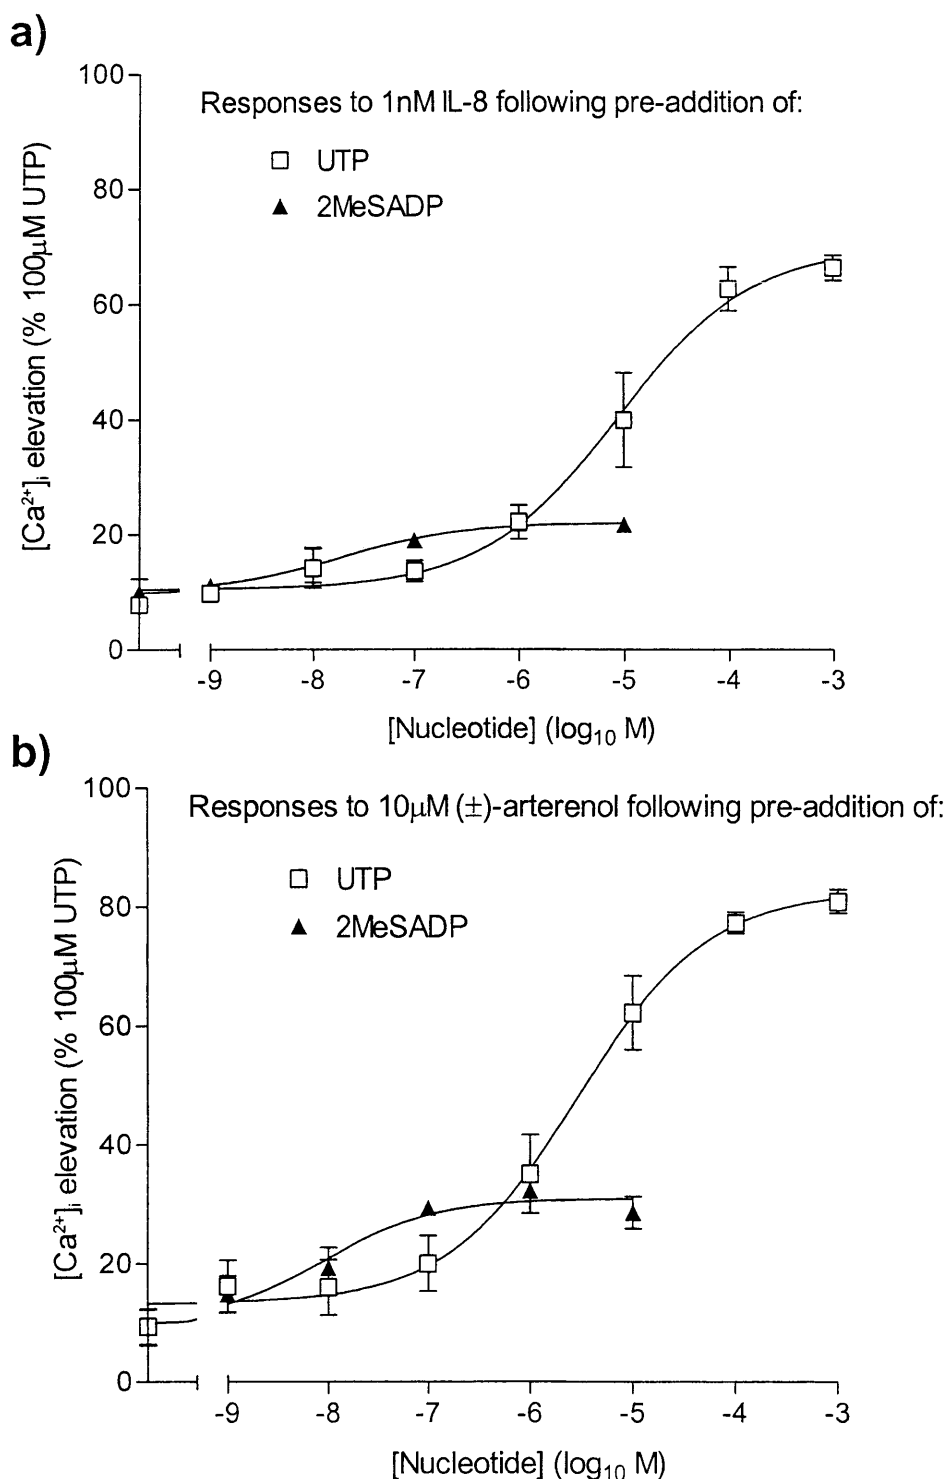 a)
100
Responses to 1nM IL-8 following pre-addition of:
UTP
80
2MeSADP
60
40
20
0
[Ca²⁺]ᵢ elevation (% 100μM UTP)
-9 -8 -7 -6 -5 -4 -3
[Nucleotide] (log₁₀ M)
b)
100
Responses to 10μM (±)-arterenol following pre-addition of:
UTP
80
2MeSADP
60
40
20
0
[Ca²⁺]ᵢ elevation (% 100μM UTP)
-9 -8 -7 -6 -5 -4 -3
[Nucleotide] (log₁₀ M)